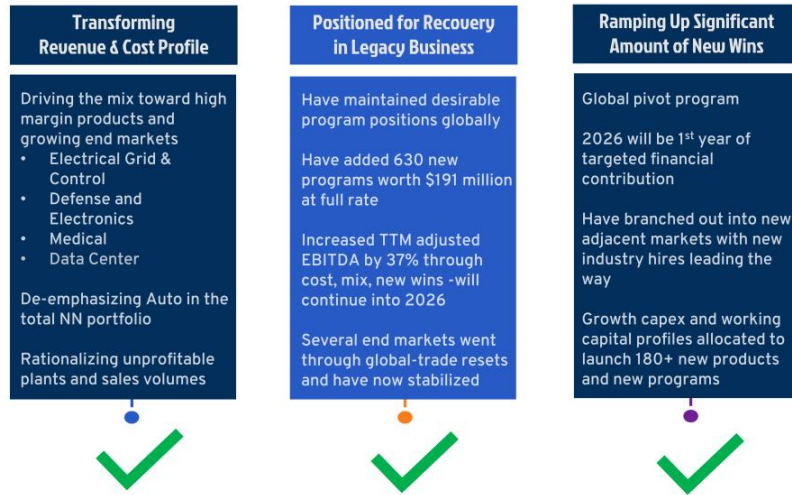 Transforming
Revenue & Cost Profile
Driving the mix toward high
margin products and
growing end markets
• Electrical Grid &
Control
• Defense and
Electronics
• Medical
• Data Center
De-emphasizing Auto in the
total NN portfolio
Rationalizing unprofitable
plants and sales volumes
Positioned for Recovery
in Legacy Business
Have maintained desirable
program positions globally
Have added 630 new
programs worth $191 million
at full rate
Increased TTM adjusted
EBITDA by 37% through
cost, mix, new wins -will
continue into 2026
Several end markets went
through global-trade resets
and have now stabilized
Ramping Up Significant
Amount of New Wins
Global pivot program
2026 will be 1st year of
targeted financial
contribution
Have branched out into new
adjacent markets with new
industry hires leading the
way
Growth capex and working
capital profiles allocated to
launch 180+ new products
and new programs